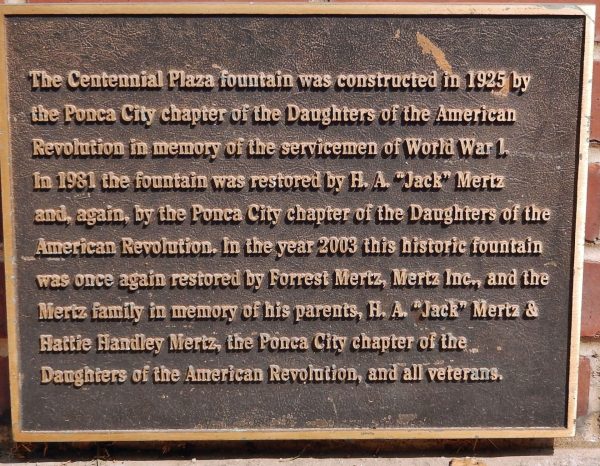 The Centennial Plaza fountain was constructed in 1925 by
the Ponca City chapter of the Daughters of the American
Revolution in memory of the servicemen of World War I.
In 1981 the fountain was restored by H. A. “Jack” Mertz
and, again, by the Ponca City chapter of the Daughters of the
American Revolution. In the year 2003 this historic fountain
was once again restored by Forrest Mertz, Mertz Inc., and the
Mertz family in memory of his parents, H. A. “Jack” Mertz &
Hattie Handley Mertz, the Ponca City chapter of the
Daughters of the American Revolution, and all veterans.